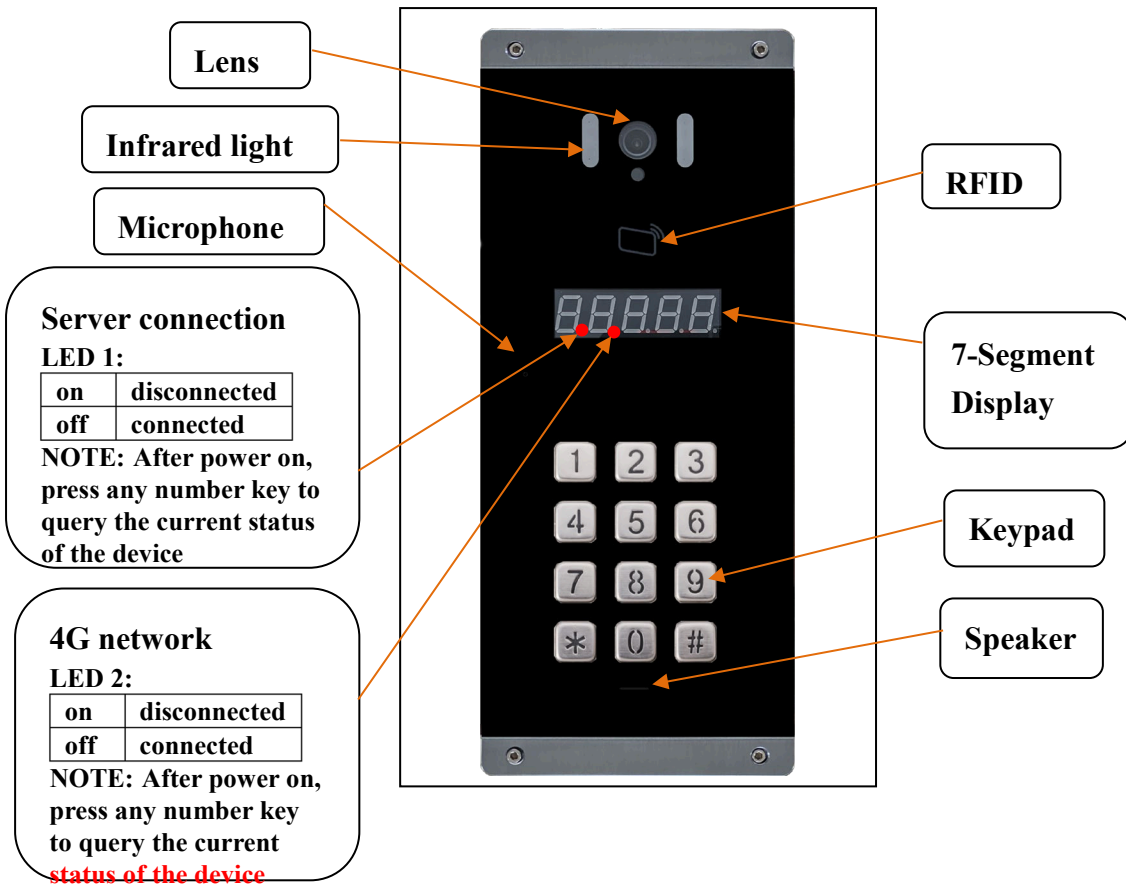 Lens
Infrared light
Microphone
Server connection
LED 1:
on disconnected
off connected
NOTE: After power on,
press any number key to
query the current status
of the device
4G network
LED 2:
on disconnected
off connected
NOTE: After power on,
press any number key
to query the current
status of the device
88888
1 2 3
4 5 6
7 8 9
* 0 #
RFID
7-Segment
Display
Keypad
Speaker